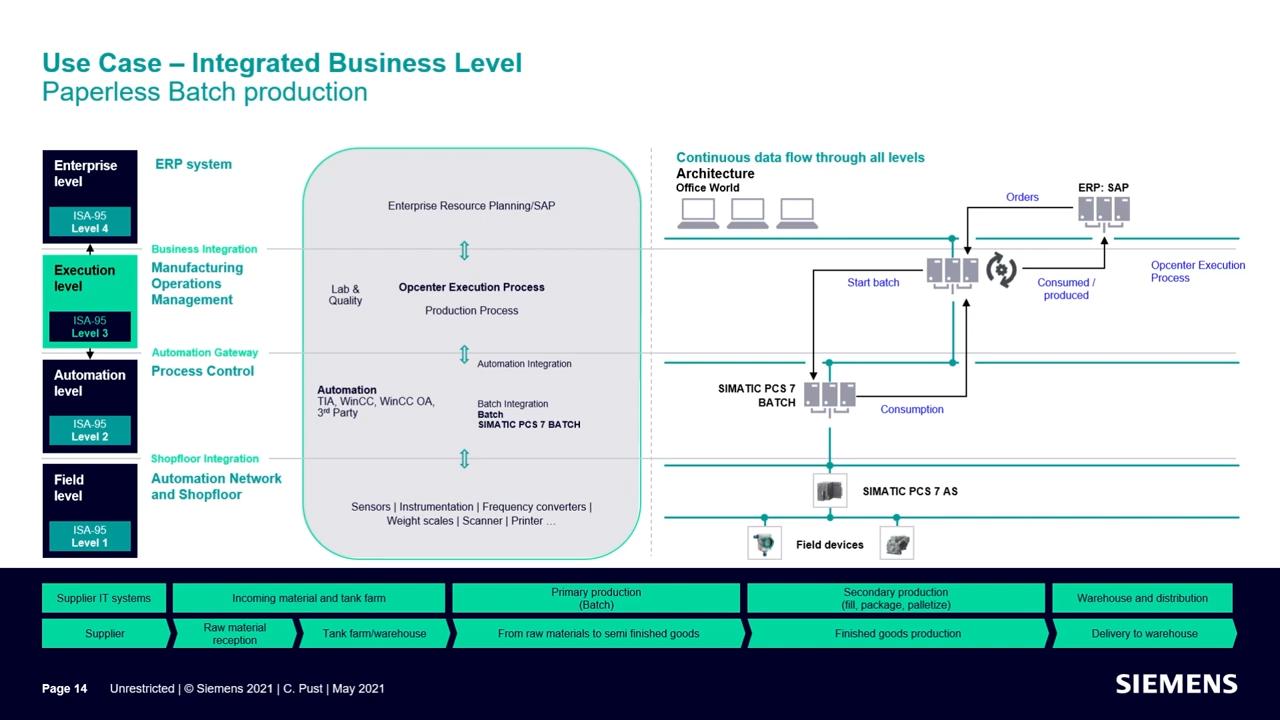 Use Case – Integrated Business Level
Paperless Batch production
Enterprise
level
ISA-95
Level 4
ERP system
Business Integration
Execution
level
ISA-95
Level 3
Manufacturing
Operations
Management
Automation Gateway
Automation
level
ISA-95
Level 2
Process Control
Shopfloor Integration
Field
level
ISA-95
Level 1
Automation Network
and Shopfloor
Enterprise Resource Planning/SAP
Lab &
Quality
Opcenter Execution Process
Production Process
Automation Integration
Automation
TIA, WinCC, WinCC OA,
3rd Party
Batch Integration
Batch
SIMATIC PCS 7 BATCH
Sensors | Instrumentation | Frequency converters |
Weight scales | Scanner | Printer ...
Continuous data flow through all levels
Architecture
Office World
ERP: SAP
Orders
Opcenter Execution
Process
Start batch
Consumed /
produced
SIMATIC PCS 7
BATCH
Consumption
SIMATIC PCS 7 AS
Field devices
Supplier IT systems
Incoming material and tank farm
Primary production
(Batch)
Secondary production
(fill, package, palletize)
Warehouse and distribution
Supplier
Raw material
reception
Tank farm/warehouse
From raw materials to semi finished goods
Finished goods production
Delivery to warehouse
Page 14 Unrestricted | © Siemens 2021 | C. Pust | May 2021
SIEMENS